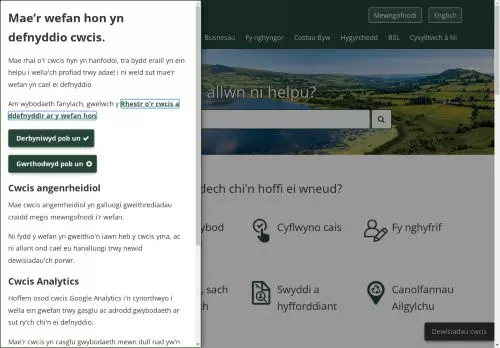 Mae'r wefan hon yn
defnyddio cwcis.
Mae rhai o'r cwcis hyn yn hanfodol, tra bydd eraill yn ein
helpu i wella'ch profiad trwy adael i ni weld sut mae'r
wefan yn cael ei defnyddio
Am wybodaeth fanylach, gwelwch y Rhestr o'r cwcis a
ddefnyddir ar y wefan hon
Derbyniwyd pob un
Gwrthodwyd pob un
Cwcis angenrheidiol
Mae cwcis angenrheidiol yn galluogi gweithrediadau
craidd megis mewngofnodi i'r wefan.
Ni fydd y wefan yn gweithio'n iawn heb y cwcis yma, ac
ni allant ond cael eu hanalluogi trwy newid
dewisiadau'ch porwr.
Cwcis Analytics
Hoffem osod cwcis Google Analytics i'n cynorthwyo i
wella ein gwefan trwy gasglu ac adrodd gwybodaeth ar
sut ry'ch chi'n ei defnyddio.
Mae'r cwcis yn casglu gwybodaeth mewn dull nad yw'n
Mewngofnodi
English
Busnesau
Fy nghyngor
Costau Byw
Hygyrchedd
BSL
Cysylltwch â Ni
allwn ni helpu?
dech chi'n hoffi ei wneud?
ybod
Cyflwyno cais
Fy nghyfrif
, sach
Swyddi a
hyfforddiant
Canolfannau
Ailgylchu
Dewisiadau cwcis